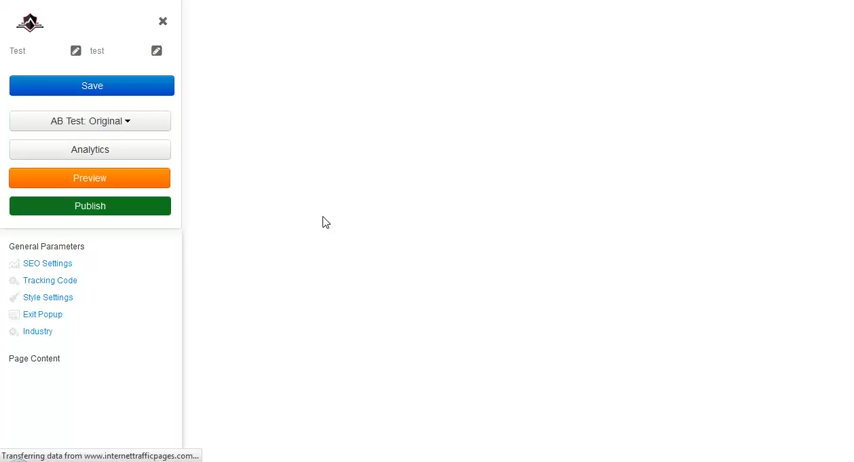 Test test
Save
AB Test: Original
Analytics
Preview
Publish
General Parameters
SEO Settings
Tracking Code
Style Settings
Exit Popup
Industry
Page Content
Transferring data from www.internettrafficpages.com...